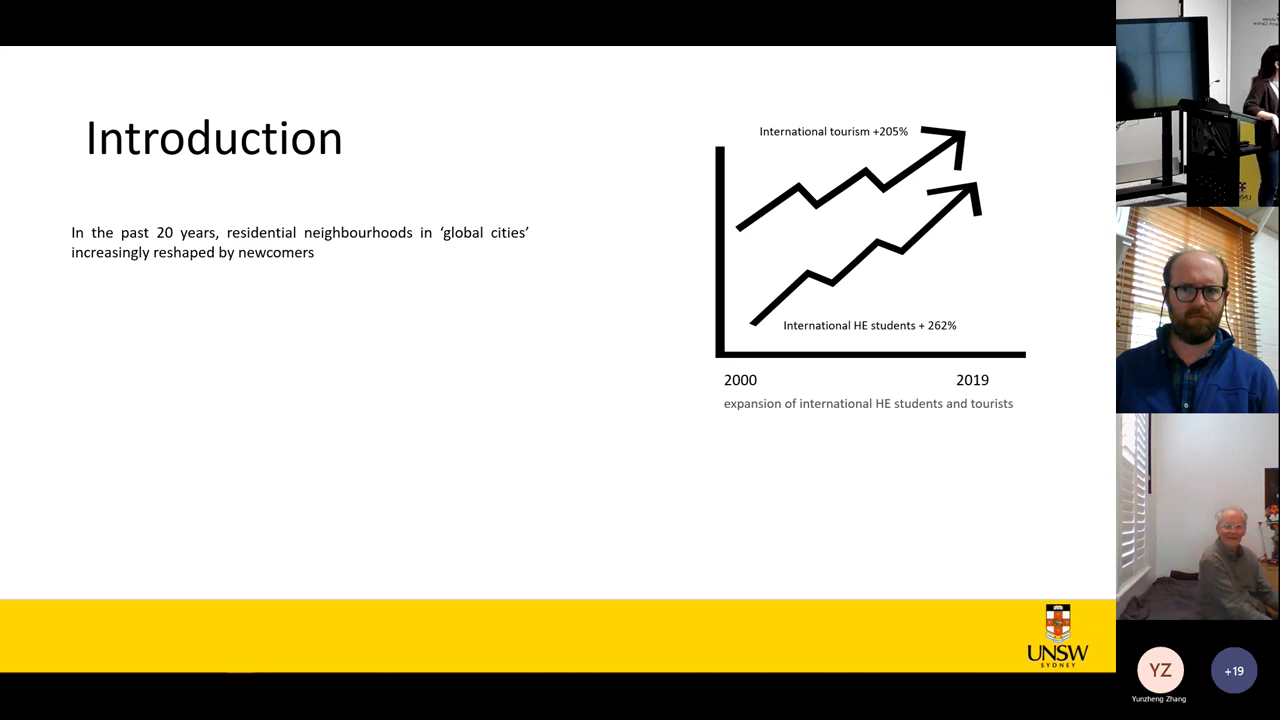 Introduction
In the past 20 years, residential neighbourhoods in ‘global cities’
increasingly reshaped by newcomers
International tourism +205%
International HE students + 262%
2000 2019
expansion of international HE students and tourists
UNSW
SYDNEY
YZ
+19
Yunzheng Zhang